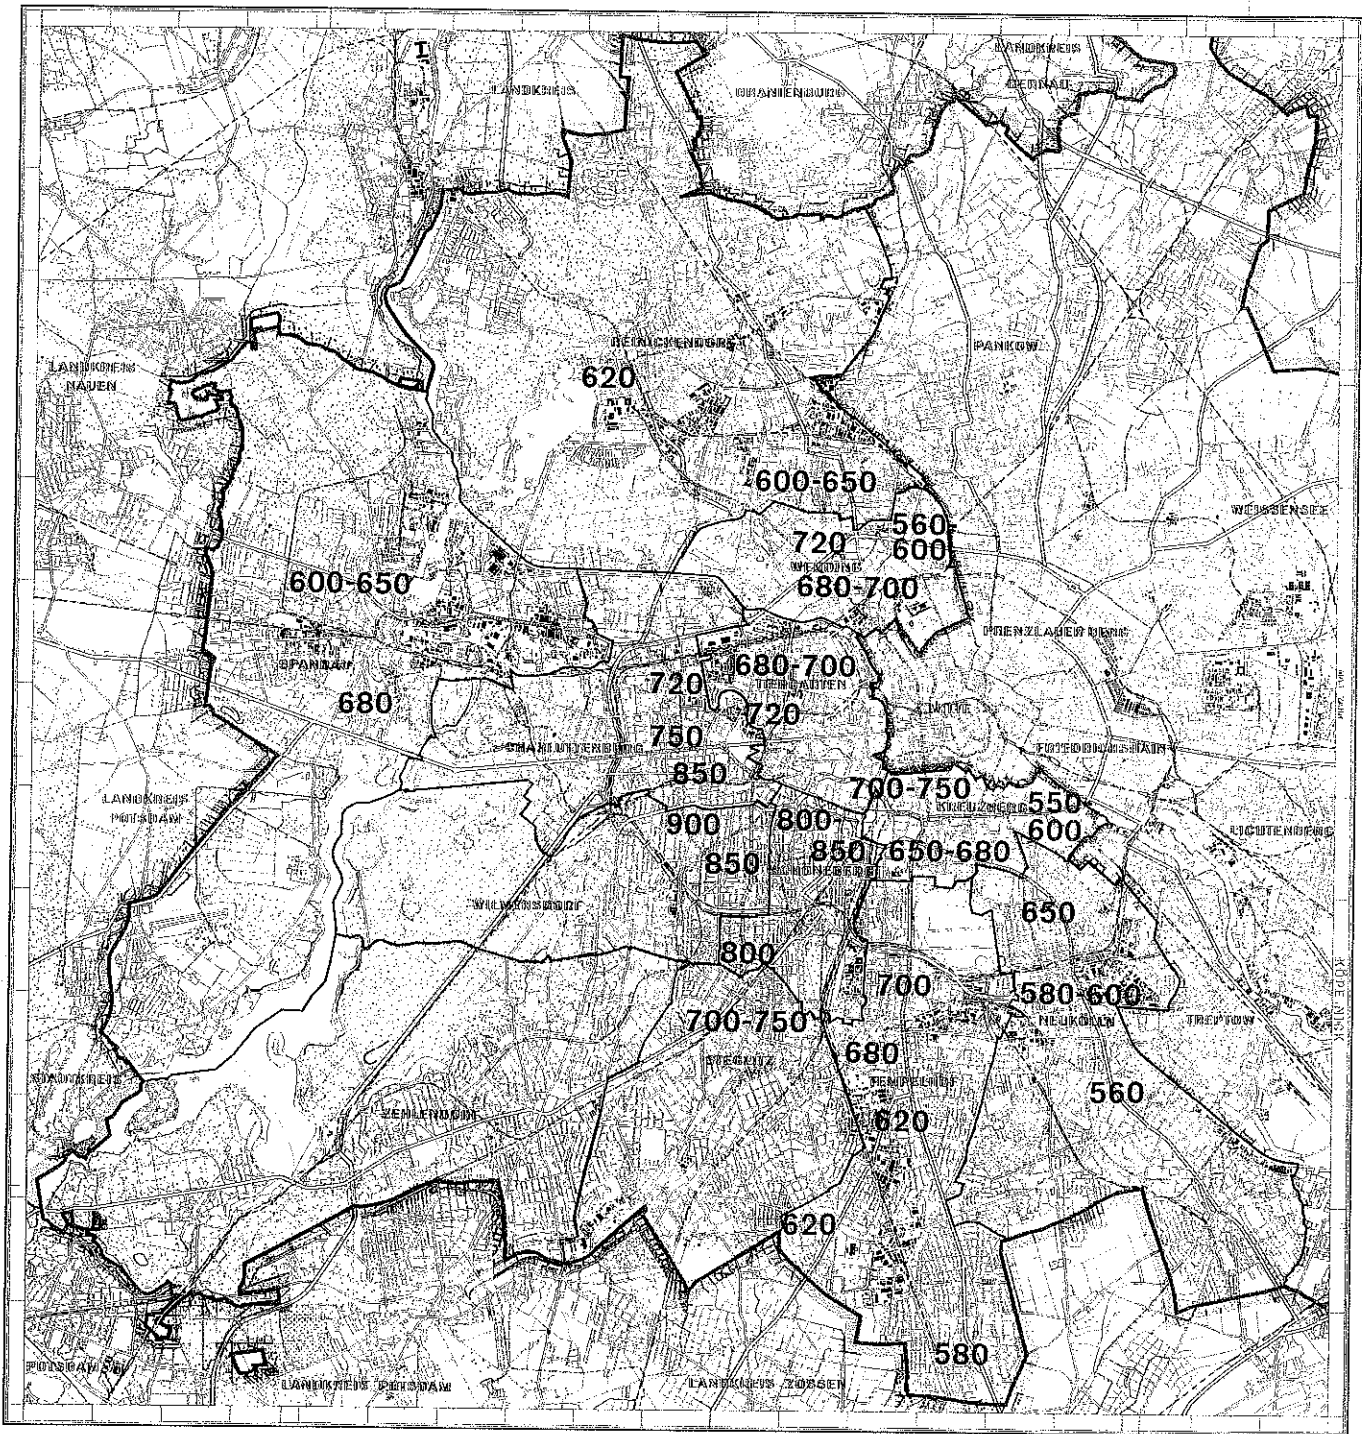 LANDKREIS
LANDKREIS
ORANIENBURG
BERNAU
REINICKENDORF
PANKOW
LANDKREIS
NAUEN
620
600-650
WEISSENSEE
560-
720
600
WEDDING
600-650
680-700
PRENZLAUER BERG
SPANDAU
680-700
720
TIERGARTEN
680
MITTE
720
750
CHARLOTTENBURG
FRIEDRICHSHAIN
850
700-750
LANDKREIS
POTSDAM
KREUZBERG
550-
900
800-
600
LICHTENBERG
850
850
650-680
SCHÖNEBERG
WILMERSDORF
650
800
KÖPENICK
700
580-600
700-750
NEUKÖLLN
TREPTOW
680
STEGLITZ
STADTKREIS
TEMPELHOF
560
ZEHLENDORF
620
620
580
POTSDAM
LANDKREIS POTSDAM
LANDKREIS ZOSSEN